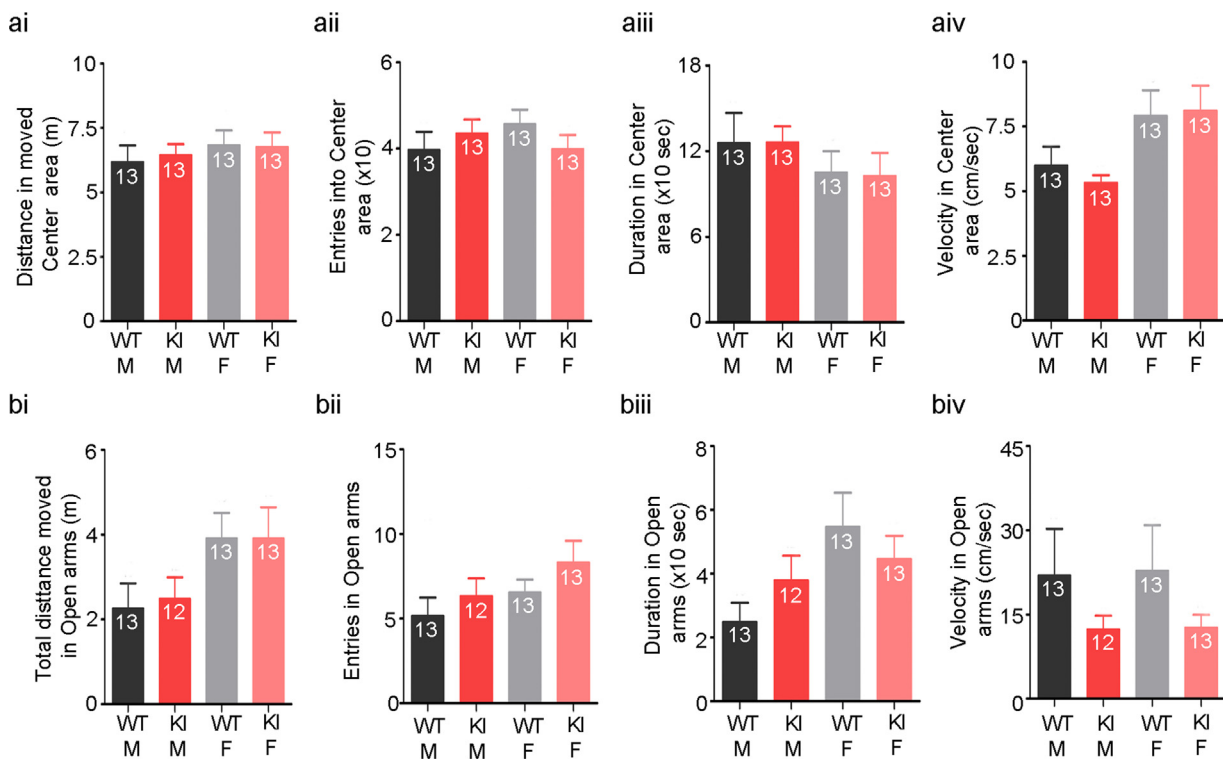 ai
Disttance in moved
Center area (m)
10
7.5
5
2.5
0
13
13
13
13
WT
M
KI
M
WT
F
KI
F
aii
Entries into Center
area (x10)
6
4
2
0
13
13
13
13
WT
M
KI
M
WT
F
KI
F
aiii
Duration in Center
area (x10 sec)
18
12
6
0
13
13
13
13
WT
M
KI
M
WT
F
KI
F
aiv
Velocity in Center
area (cm/sec)
10
7.5
5
2.5
0
13
13
13
13
WT
M
KI
M
WT
F
KI
F
bi
Total disttance moved
in Open arms (m)
6
4
2
0
13
12
13
13
WT
M
KI
M
WT
F
KI
F
bii
Entries in Open arms
15
10
5
0
13
12
13
13
WT
M
KI
M
WT
F
KI
F
biii
Duration in Open
arms (x10 sec)
8
6
4
2
0
13
12
13
13
WT
M
KI
M
WT
F
KI
F
biv
Velocity in Open
arms (cm/sec)
45
30
15
0
13
12
13
13
WT
M
KI
M
WT
F
KI
F